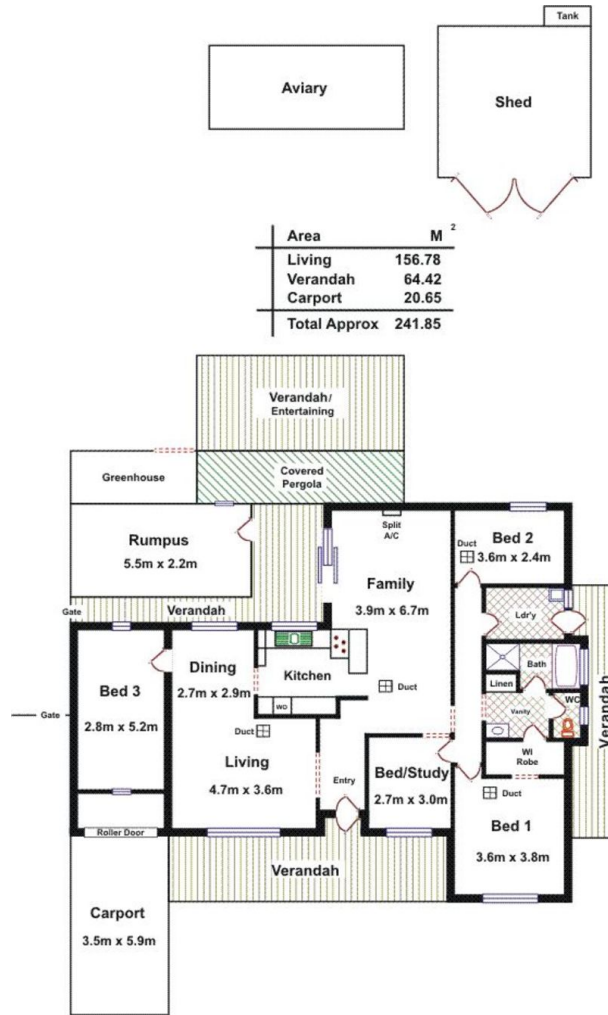 Tank
Aviary
Shed
Area M 2
Living 156.78
Verandah 64.42
Carport 20.65
Total Approx 241.85
Verandah/
Entertaining
Greenhouse
Covered
Pergola
Rumpus
5.5m x 2.2m
Split
A/C
Duct
Bed 2
3.6m x 2.4m
Family
3.9m x 6.7m
Gate
Verandah
Ldr'y
Dining
2.7m x 2.9m
Kitchen
WO
Bath
Linen
Duct
Vanity
WC
Verandah
Bed 3
2.8m x 5.2m
Gate
Duct
Living
4.7m x 3.6m
Entry
Bed/Study
2.7m x 3.0m
WI
Robe
Duct
Bed 1
3.6m x 3.8m
Roller Door
Verandah
Carport
3.5m x 5.9m